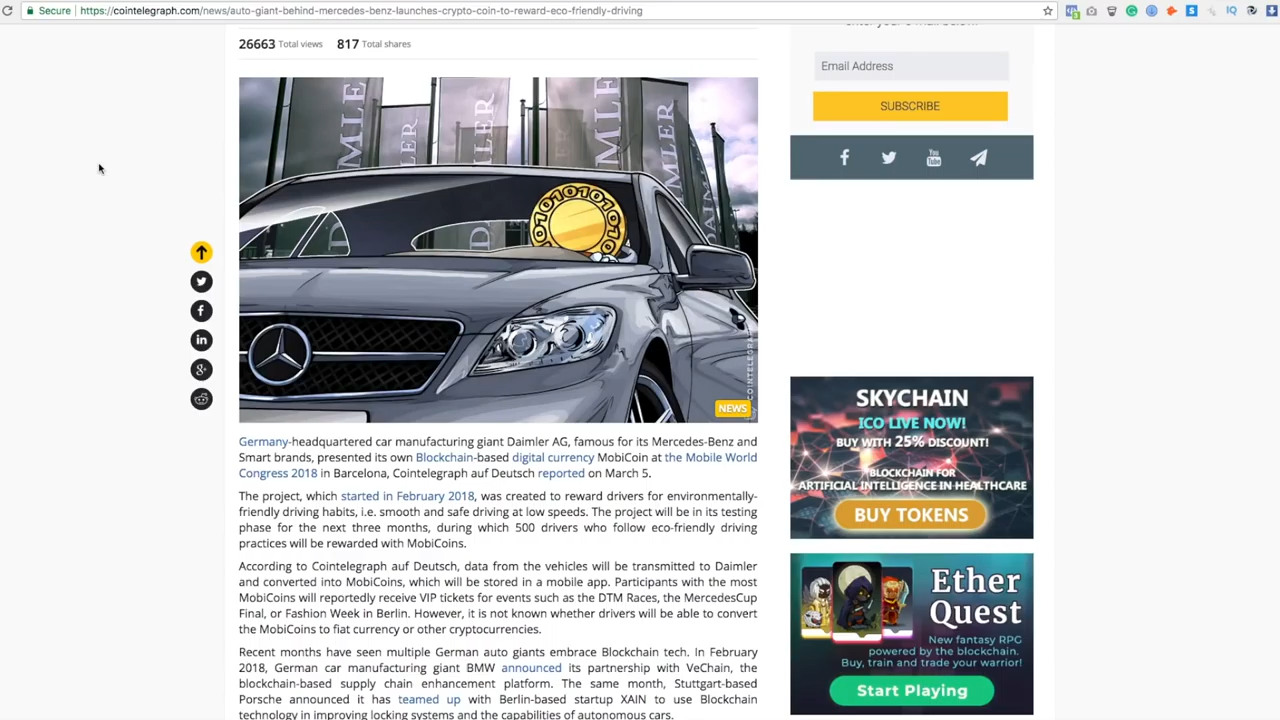 Secure
https://cointelegraph.com/news/auto-giant-behind-mercedes-benz-launches-crypto-coin-to-reward-eco-friendly-driving
26663 Total views 817 Total shares
Email Address
SUBSCRIBE
You
Tube
DAIMLER
NEWS
Germany-headquartered car manufacturing giant Daimler AG, famous for its Mercedes-Benz and
Smart brands, presented its own Blockchain-based digital currency MobiCoin at the Mobile World
Congress 2018 in Barcelona, Cointelegraph auf Deutsch reported on March 5.
The project, which started in February 2018, was created to reward drivers for environmentally-
friendly driving habits, i.e. smooth and safe driving at low speeds. The project will be in its testing
phase for the next three months, during which 500 drivers who follow eco-friendly driving
practices will be rewarded with MobiCoins.
According to Cointelegraph auf Deutsch, data from the vehicles will be transmitted to Daimler
and converted into MobiCoins, which will be stored in a mobile app. Participants with the most
MobiCoins will reportedly receive VIP tickets for events such as the DTM Races, the MercedesCup
Final, or Fashion Week in Berlin. However, it is not known whether drivers will be able to convert
the MobiCoins to fiat currency or other cryptocurrencies.
Recent months have seen multiple German auto giants embrace Blockchain tech. In February
2018, German car manufacturing giant BMW announced its partnership with VeChain, the
blockchain-based supply chain enhancement platform. The same month, Stuttgart-based
Porsche announced it has teamed up with Berlin-based startup XAIN to use Blockchain
technology in improving locking systems and the capabilities of autonomous cars.
SKYCHAIN
ICO LIVE NOW!
BUY WITH 25% DISCOUNT!
BLOCKCHAIN FOR
ARTIFICIAL INTELLIGENCE IN HEALTHCARE
BUY TOKENS
Ether
Quest
New fantasy RPG
powered by the blockchain.
Buy, train and trade your warrior!
Start Playing